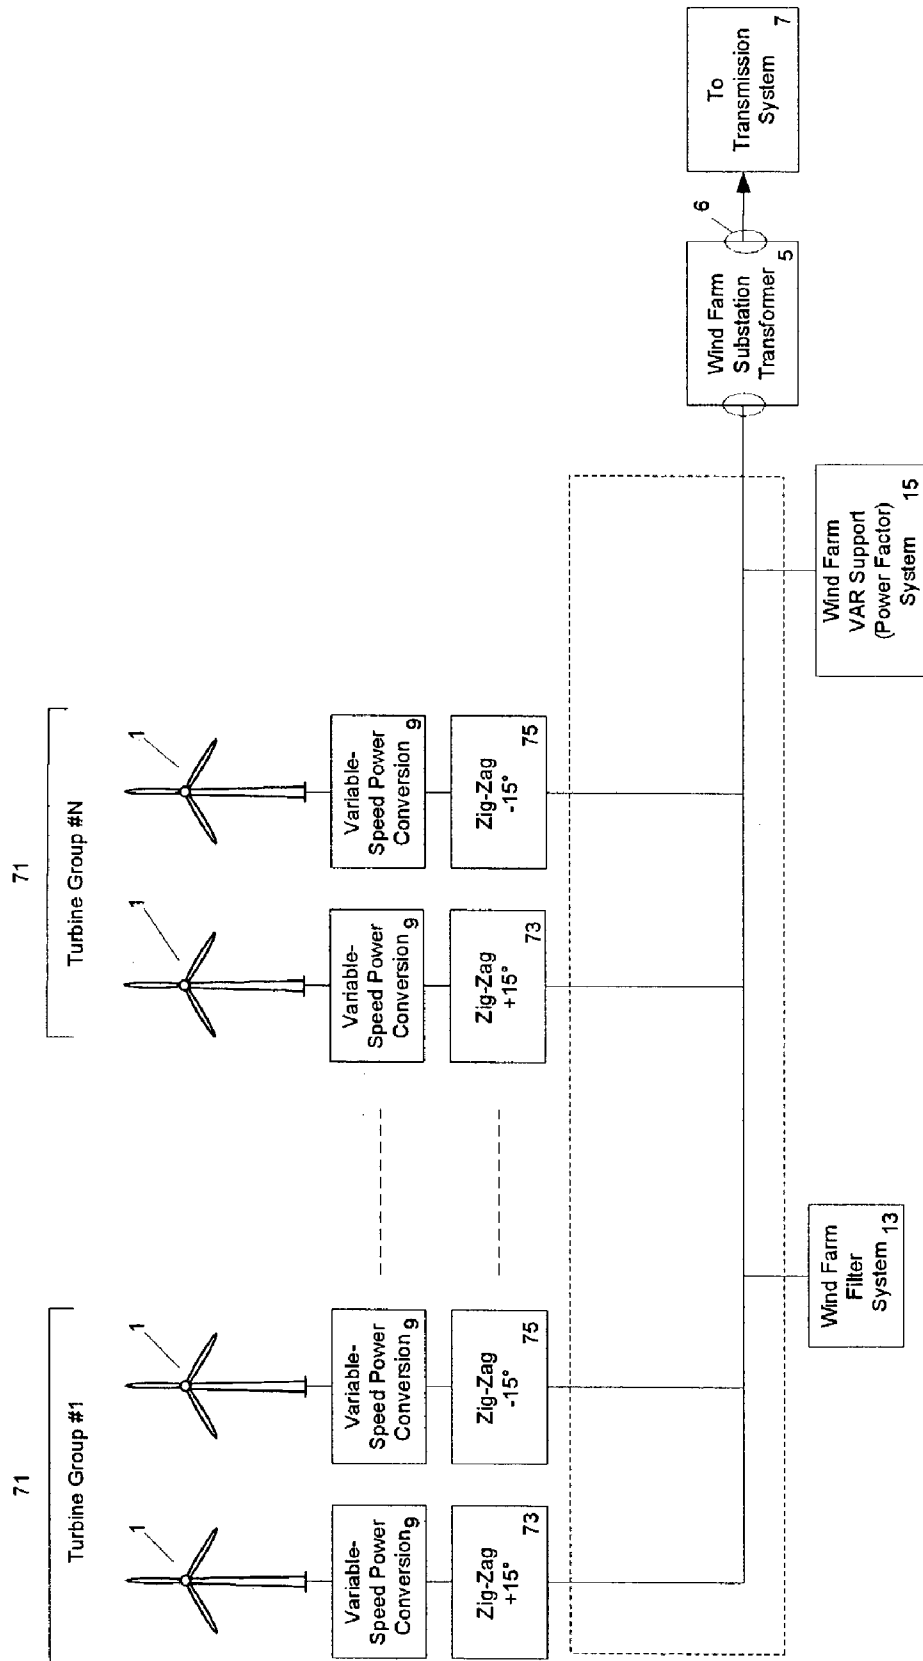 71
71
Turbine Group #1
Turbine Group #N
1
1
1
1
Variable-
Speed Power
Conversion 9
Variable-
Speed Power
Conversion 9
Variable-
Speed Power
Conversion 9
Variable-
Speed Power
Conversion 9
Zig-Zag
+15°
73
Zig-Zag
-15°
75
Zig-Zag
+15°
73
Zig-Zag
-15°
75
Wind Farm
Filter
System 13
Wind Farm
VAR Support
(Power Factor)
System 15
Wind Farm
Substation
Transformer
5
6
To
Transmission
System
7